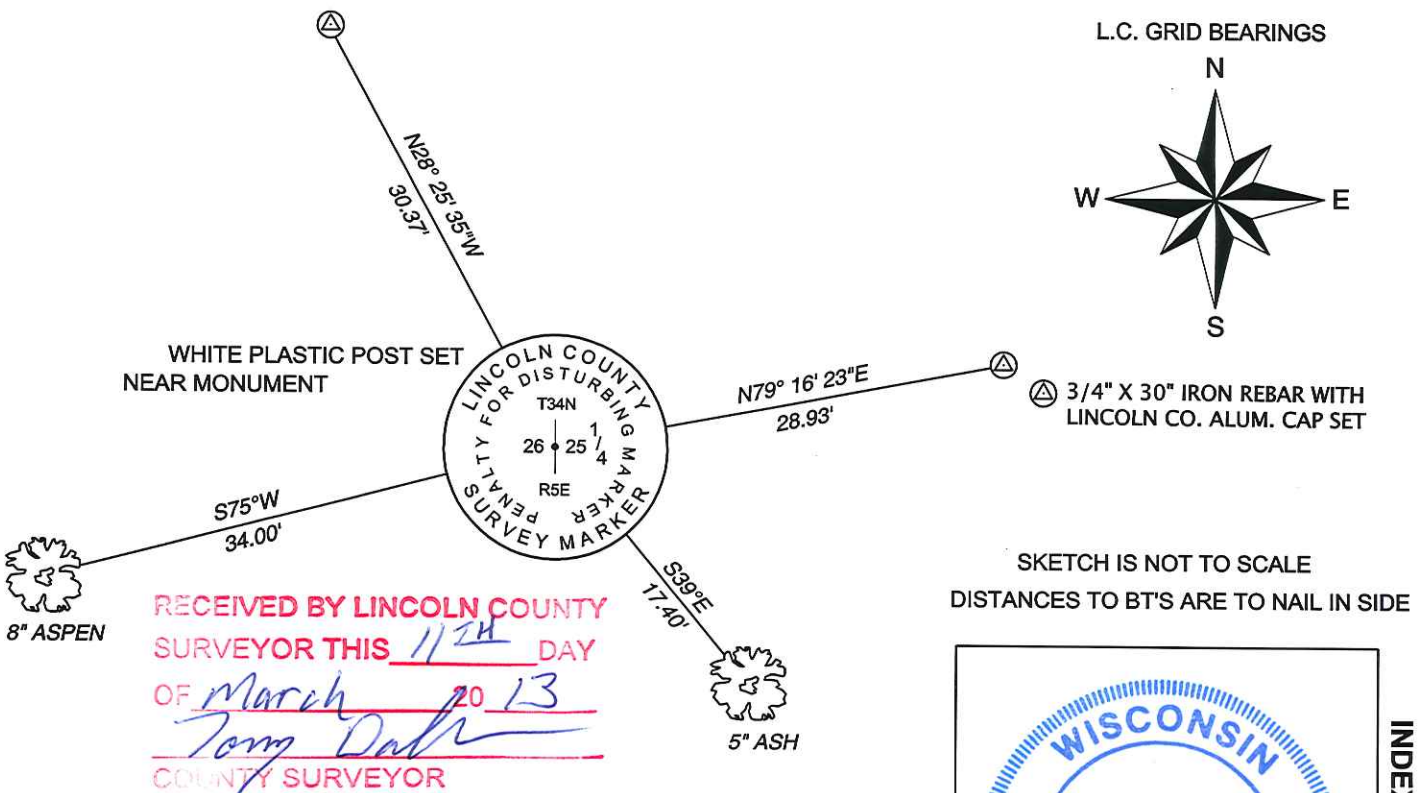 L.C. GRID BEARINGS
N
W
E
S
N28° 25' 35"W
30.37'
WHITE PLASTIC POST SET
NEAR MONUMENT
LINCOLN COUNTY
SURVEY MARKER
PENALTY FOR DISTURBING MARKER
T34N
26 25 1/4
R5E
N79° 16' 23"E
28.93'
3/4" X 30" IRON REBAR WITH
LINCOLN CO. ALUM. CAP SET
S75°W
34.00'
8" ASPEN
S39°E
17.40'
5" ASH
SKETCH IS NOT TO SCALE
DISTANCES TO BT'S ARE TO NAIL IN SIDE
RECEIVED BY LINCOLN COUNTY
SURVEYOR THIS 11TH DAY
OF March 20 13
Tony
COUNTY SURVEYOR
WISCONSIN